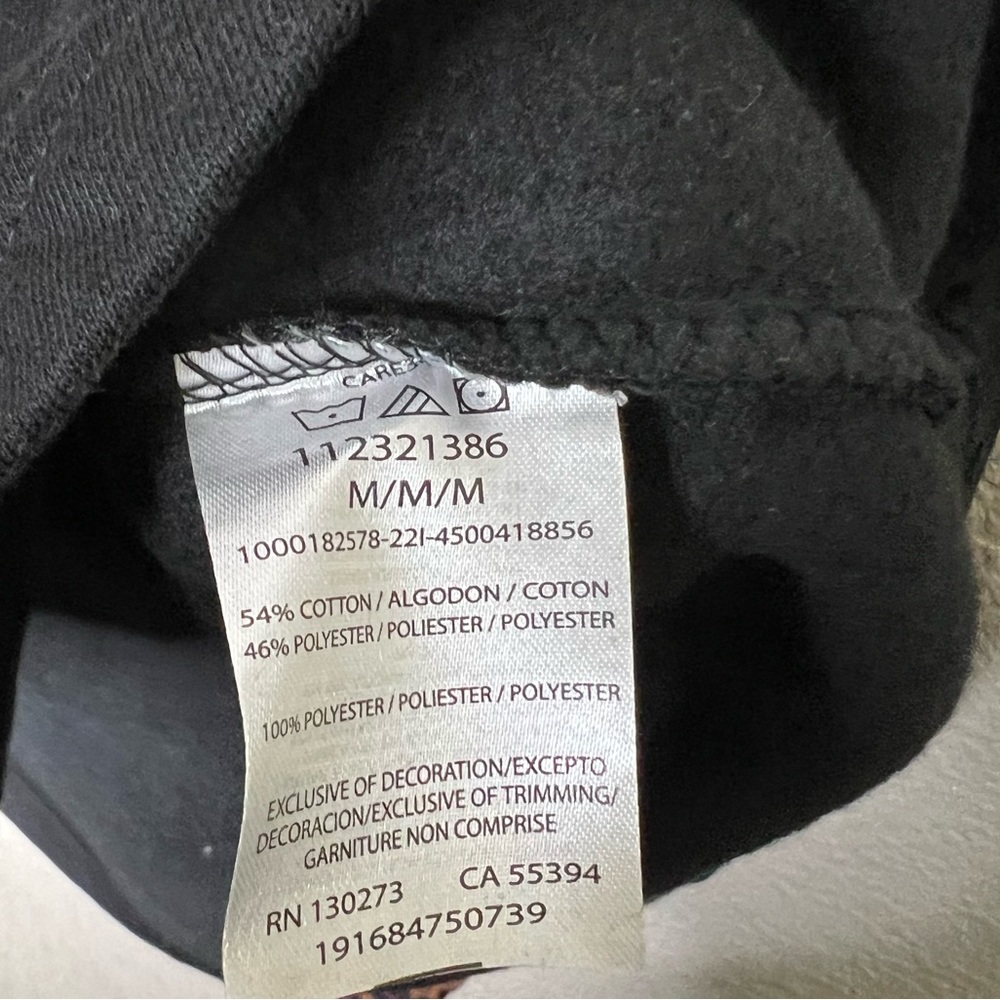 CARE
112321386
M/M/M
1000182578-22I-4500418856
54% COTTON / ALGODON / COTON
46% POLYESTER / POLIESTER / POLYESTER
100% POLYESTER / POLIESTER / POLYESTER
EXCLUSIVE OF DECORATION/EXCEPTO
DECORACION/EXCLUSIVE OF TRIMMING/
GARNITURE NON COMPRISE
RN 130273 CA 55394
191684750739